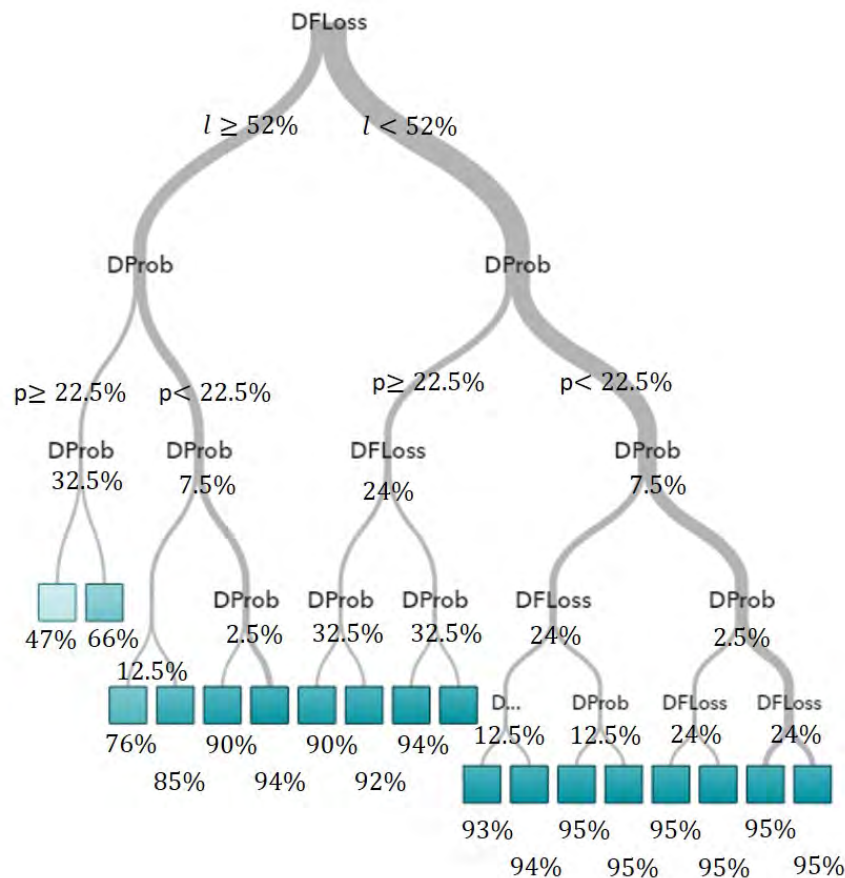 DFLoss
l ≥ 52% l < 52%
DProb DProb
p≥ 22.5% p< 22.5% p≥ 22.5% p< 22.5%
DProb DProb DFLoss DProb
32.5% 7.5% 24% 7.5%
DProb DProb DProb DFLoss DProb
47% 66% 2.5% 32.5% 32.5% 24% 2.5%
12.5%
D... DProb DFLoss DFLoss
76% 90% 90% 94% 12.5% 12.5% 24% 24%
85% 94% 92%
93% 95% 95% 95%
94% 95% 95% 95%